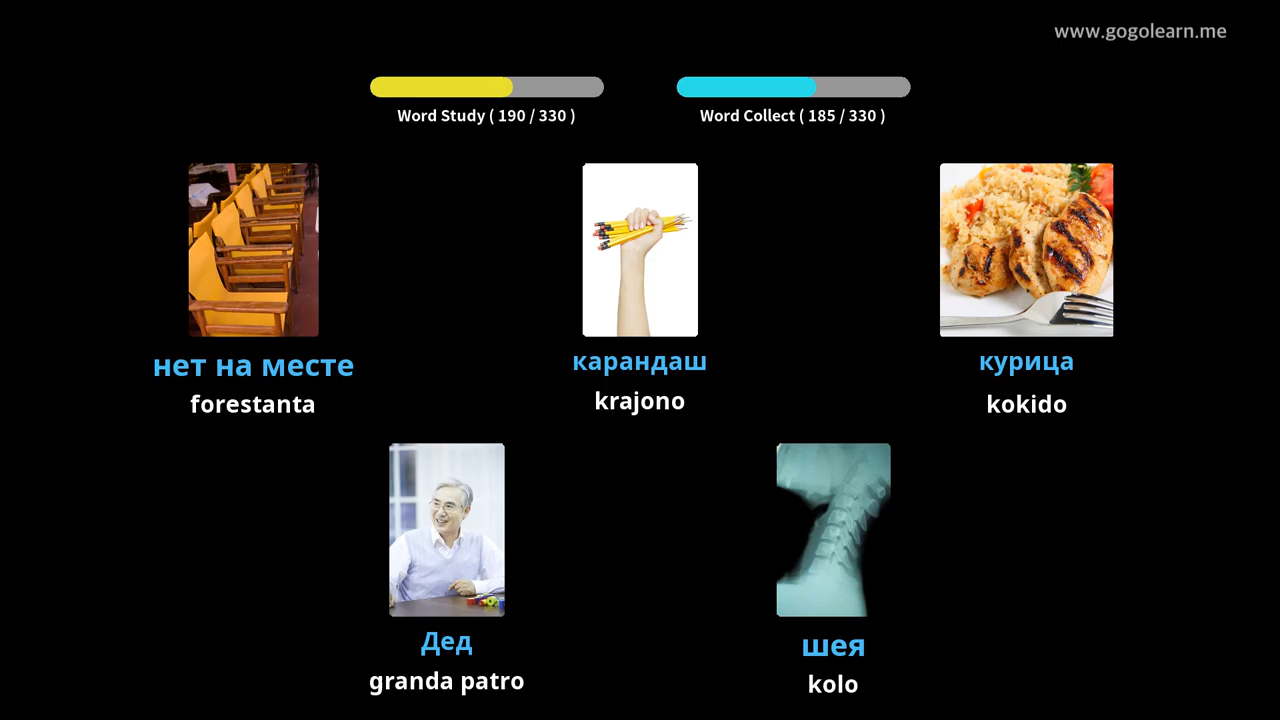 www.gogolearn.me
Word Study ( 190 / 330 )
Word Collect ( 185 / 330 )
нет на месте
forestanta
карандаш
krajono
курица
kokido
Дед
granda patro
шея
kolo